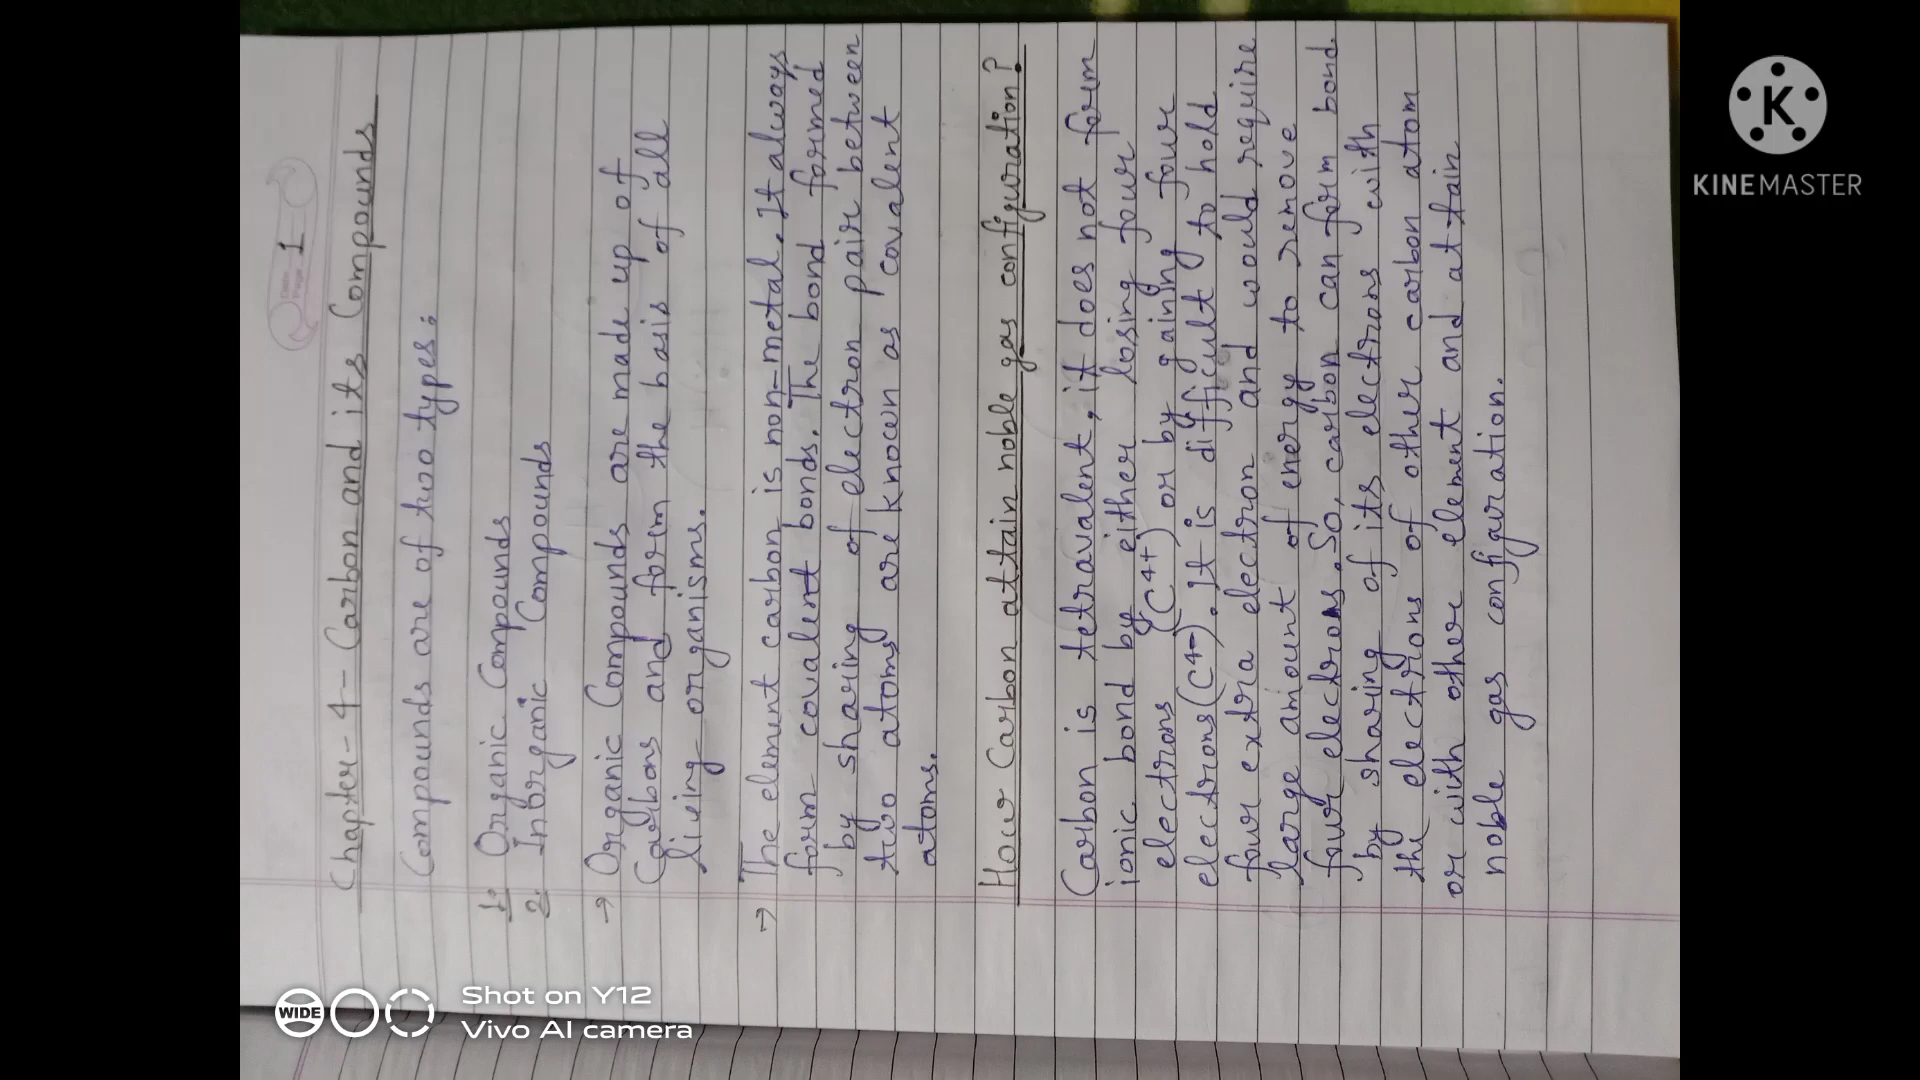 Date
Page 1
Chapter-4- Carbon and its Compounds
Compounds are of two types:
1. Organic Compounds
2. Inorganic Compounds
→ Organic Compounds are made up of
Carbons and form the basis of all
living organisms.
→ The element carbon is non-metal. It always
form covalent bonds. The bond formed
by sharing of electron pair between
two atoms are known as covalent
atoms.
How Carbon attain noble gas configuration?
Carbon is tetravalent, it does not form
ionic bond by either losing four
electrons (C4+) or by gaining four
electrons (C4-). It is difficult to hold
four extra electron and would require
large amount of energy to remove
four electrons. So, carbon can form bond
by sharing of its electrons with
the electrons of other carbon atom
or with other element and attain
noble gas configuration.
WIDE
Shot on Y12
Vivo AI camera
K
KINEMASTER